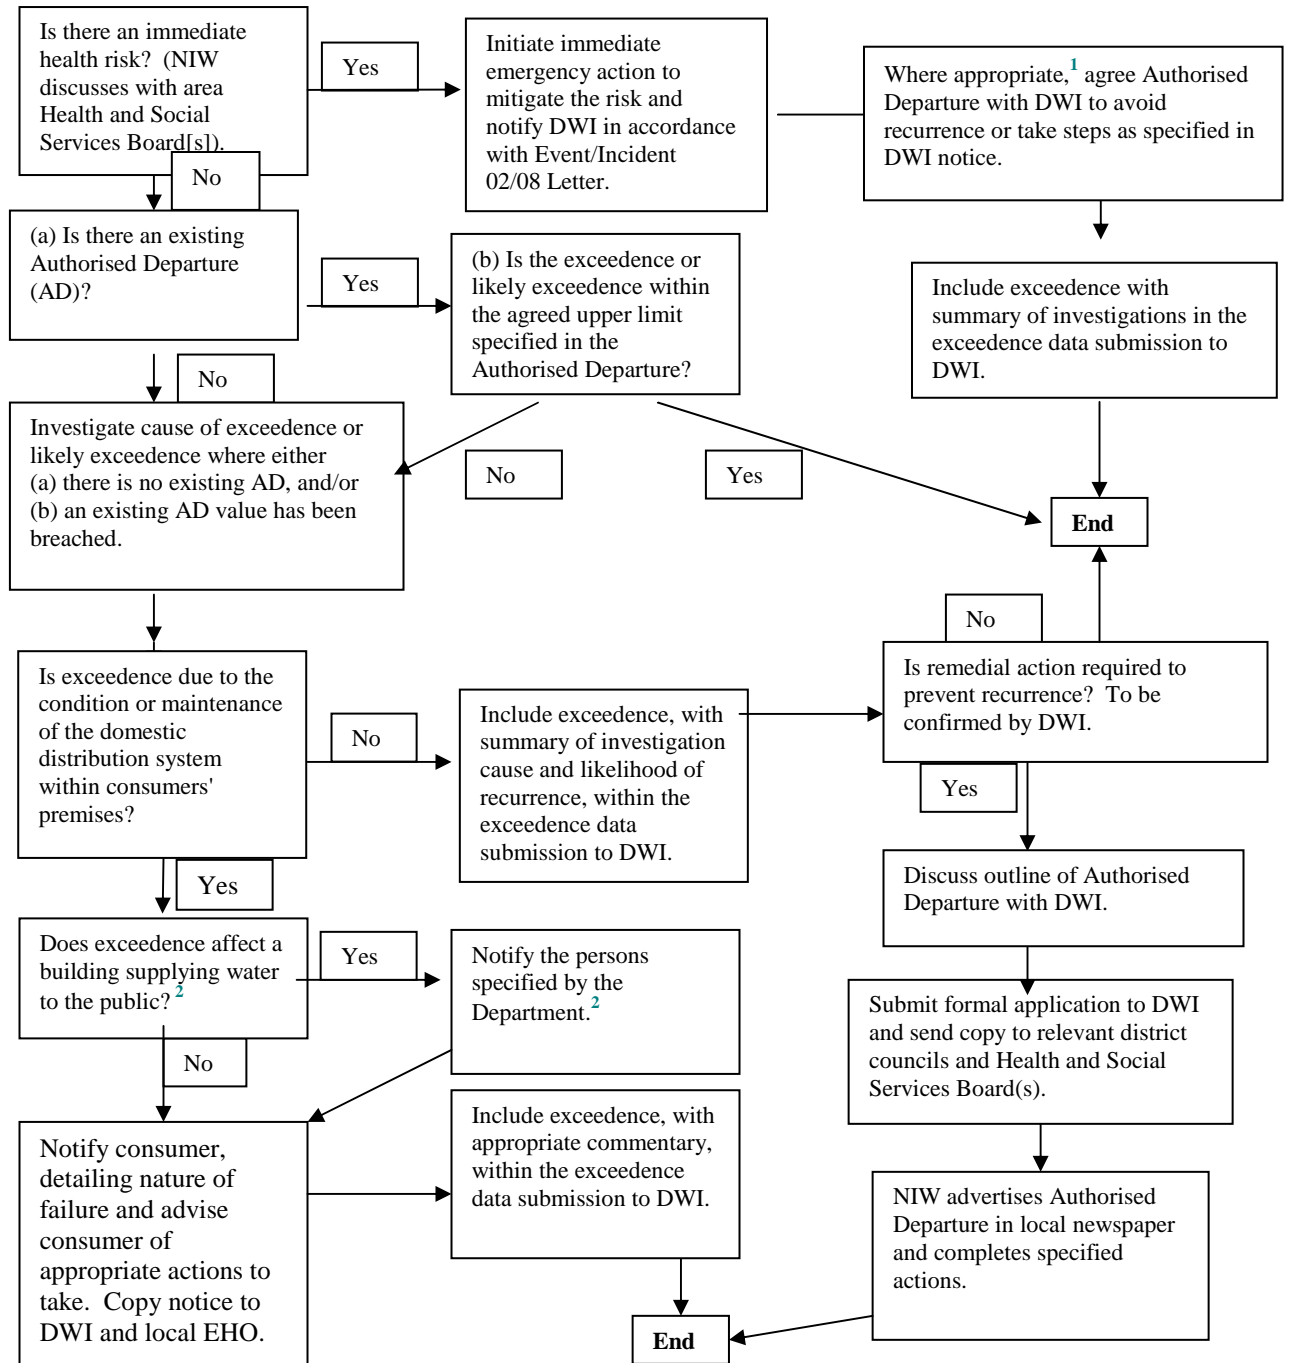 Is there an immediate
health risk? (NIW
discusses with area
Health and Social
Services Board[s]).
Yes
Initiate immediate
emergency action to
mitigate the risk and
notify DWI in accordance
with Event/Incident
02/08 Letter.
Where appropriate,1 agree Authorised
Departure with DWI to avoid
recurrence or take steps as specified in
DWI notice.
No
(a) Is there an existing
Authorised Departure
(AD)?
Yes
(b) Is the exceedence or
likely exceedence within
the agreed upper limit
specified in the
Authorised Departure?
Include exceedence with
summary of investigations in the
exceedence data submission to
DWI.
No
Investigate cause of exceedence or
likely exceedence where either
(a) there is no existing AD, and/or
(b) an existing AD value has been
breached.
No
Yes
End
No
Is exceedence due to the
condition or maintenance
of the domestic
distribution system
within consumers'
premises?
No
Include exceedence, with
summary of investigation
cause and likelihood of
recurrence, within the
exceedence data
submission to DWI.
Is remedial action required to
prevent recurrence? To be
confirmed by DWI.
Yes
Yes
Discuss outline of Authorised
Departure with DWI.
Does exceedence affect a
building supplying water
to the public? 2
Yes
Notify the persons
specified by the
Department.2
Submit formal application to DWI
and send copy to relevant district
councils and Health and Social
Services Board(s).
No
Notify consumer,
detailing nature of
failure and advise
consumer of
appropriate actions to
take. Copy notice to
DWI and local EHO.
Include exceedence, with
appropriate commentary,
within the exceedence
data submission to DWI.
NIW advertises Authorised
Departure in local newspaper
and completes specified
actions.
End